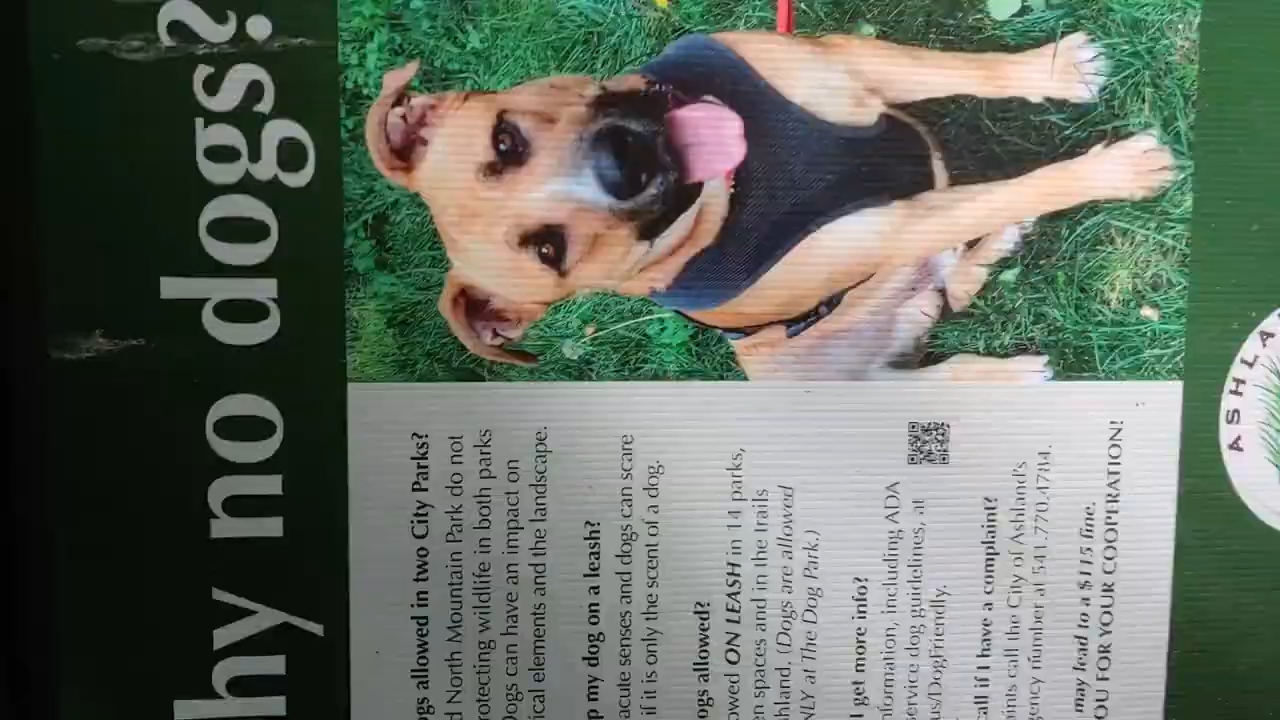 hy no dogs?
ogs allowed in two City Parks?
d North Mountain Park do not
rotecting wildlife in both parks
Dogs can have an impact on
ical elements and the landscape.
p my dog on a leash?
acute senses and dogs can scare
if it is only the scent of a dog.
ogs allowed?
owed ON LEASH in 14 parks,
en spaces and in the trails
hland. (Dogs are allowed
NLY at The Dog Park.)
I get more info?
nformation, including ADA
service dog guidelines, at
us/DogFriendly.
call if I have a complaint?
ints call the City of Ashland's
gency number at 541.770.4784.
may lead to a $115 fine.
OU FOR YOUR COOPERATION!
ASHLA